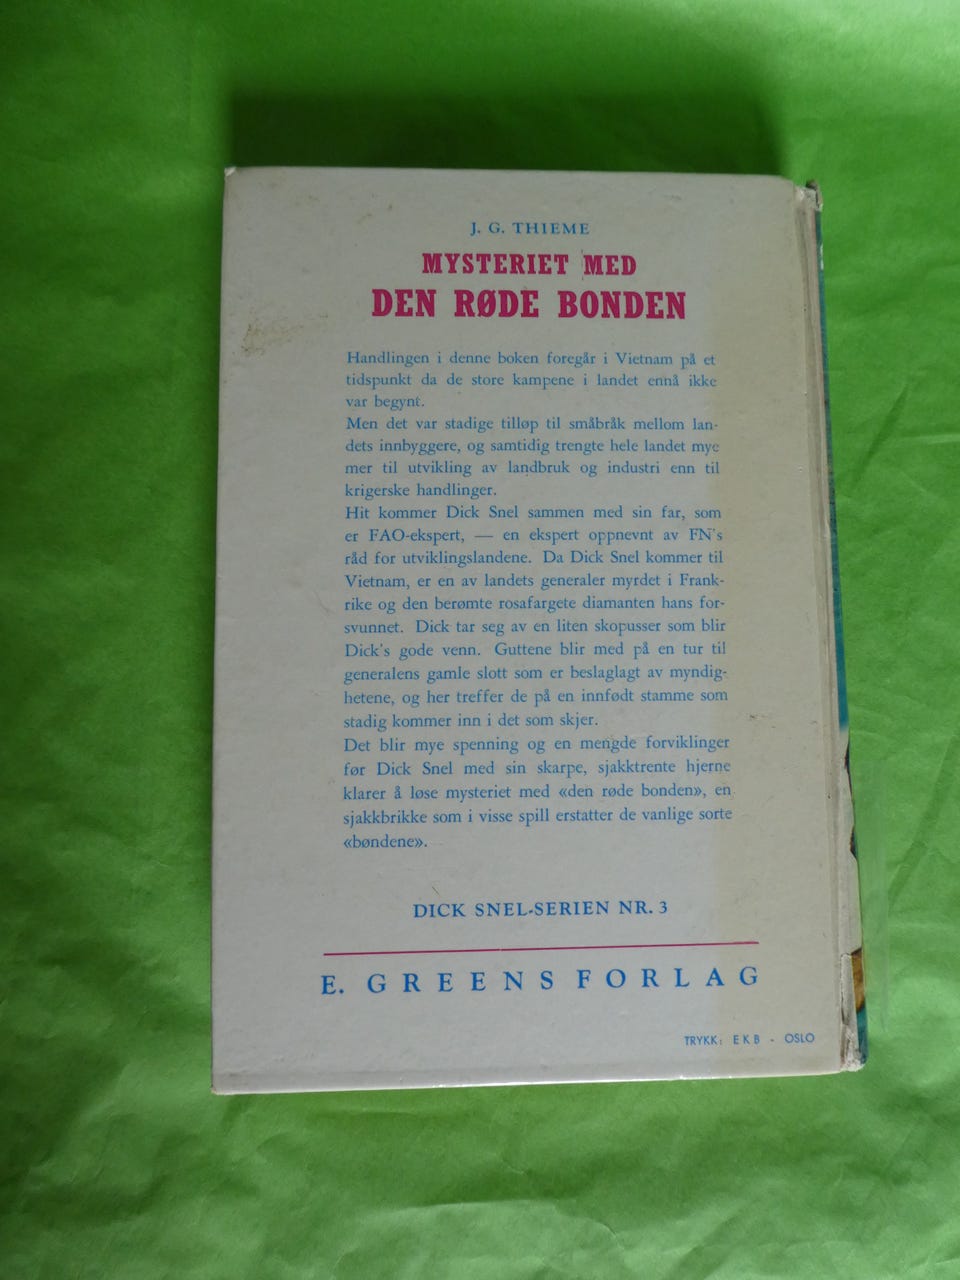 J. G. THIEME
MYSTERIET MED
DEN RØDE BONDEN
Handlingen i denne boken foregår i Vietnam på et
tidspunkt da de store kampene i landet ennå ikke
var begynt.
Men det var stadige tilløp til småbråk mellom lan-
dets innbyggere, og samtidig trengte hele landet mye
mer til utvikling av landbruk og industri enn til
krigerske handlinger.
Hit kommer Dick Snel sammen med sin far, som
er FAO-ekspert, — en ekspert oppnevnt av FN's
råd for utviklingslandene. Da Dick Snel kommer til
Vietnam, er en av landets generaler myrdet i Frank-
rike og den berømte rosafargete diamanten hans for-
svunnet. Dick tar seg av en liten skopusser som blir
Dick's gode venn. Guttene blir med på en tur til
generalens gamle slott som er beslaglagt av myndig-
hetene, og her treffer de på en innfødt stamme som
stadig kommer inn i det som skjer.
Det blir mye spenning og en mengde forviklinger
før Dick Snel med sin skarpe, sjakktrente hjerne
klarer å løse mysteriet med «den røde bonden», en
sjakkbrikke som i visse spill erstatter de vanlige sorte
«bøndene».
DICK SNEL-SERIEN NR. 3
E. GREENS FORLAG
TRYKK: EKB - OSLO